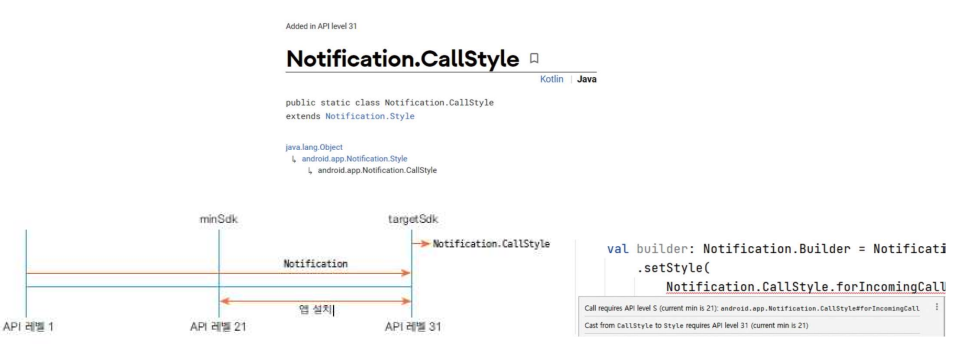 Added in API level 31
Notification.CallStyle
Kotlin | Java
public static class Notification.CallStyle
extends Notification.Style
java.lang.Object
↳ android.app.Notification.Style
↳ android.app.Notification.CallStyle
minSdk
targetSdk
Notification.CallStyle
Notification
앱 설치
API 레벨 1
API 레벨 21
API 레벨 31
val builder: Notification.Builder = Notificati
.setStyle(
Notification.CallStyle.forIncomingCall
Call requires API level S (current min is 21): android.app.Notification.CallStyle#forIncomingCall
Cast from CallStyle to Style requires API level 31 (current min is 21)